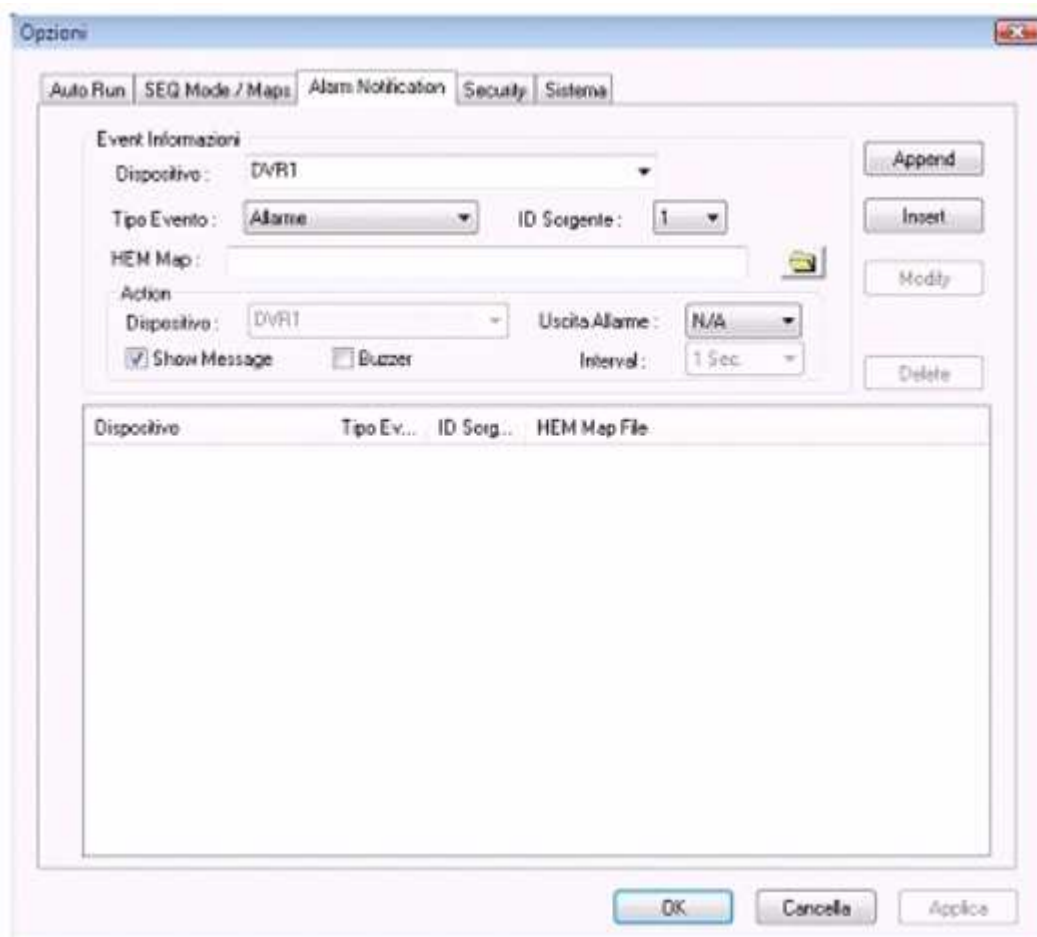 Opzioni
Auto Run SEQ Mode / Maps Alarm Notification Security Sistema
Event Informazioni
Dispositivo : DVR1
Append
Tipo Evento : Allarme ID Sorgente : 1
Insert
HEM Map :
Modify
Action
Dispositivo : DVR1 Uscita Allarme : N/A
Show Message Buzzer Interval : 1 Sec.
Delete
Dispositivo Tipo Ev... ID Sorg... HEM Map File
OK Cancella Applica